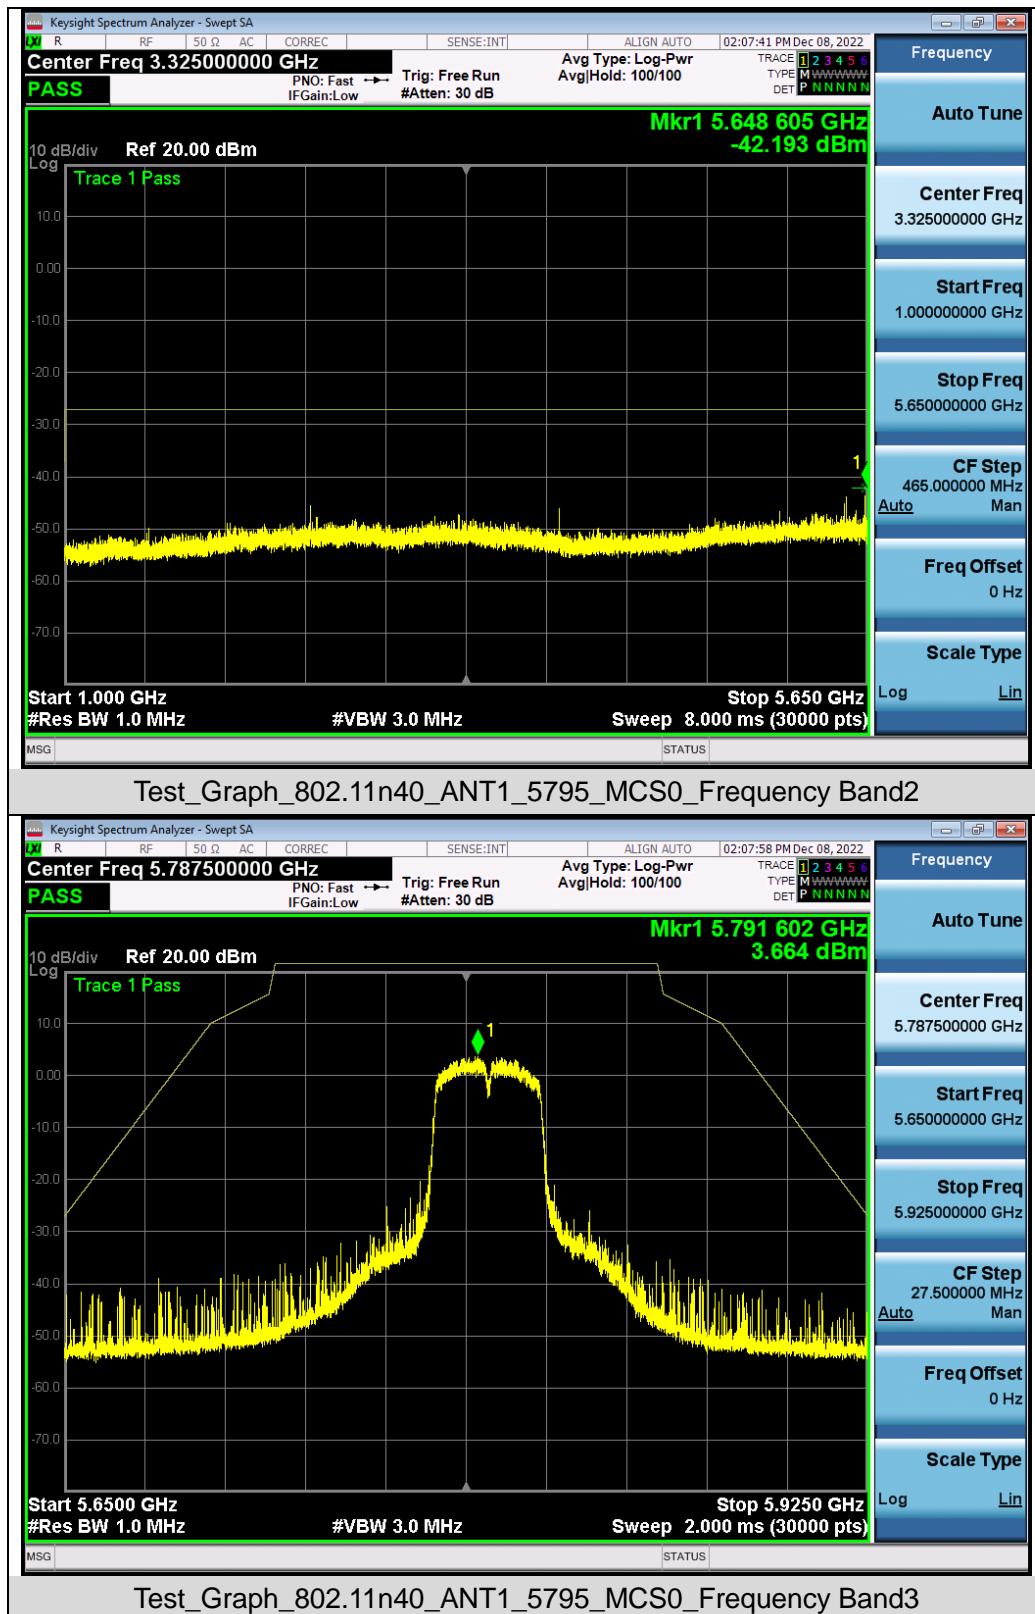 Keysight Spectrum Analyzer - Swept SA
LXI R RF 50 Ω AC CORREC SENSE:INT ALIGN AUTO 02:07:41 PM Dec 08, 2022
Center Freq 3.325000000 GHz
PASS
PNO: Fast
IFGain:Low
Trig: Free Run
#Atten: 30 dB
Avg Type: Log-Pwr
Avg|Hold: 100/100
TRACE 1 2 3 4 5 6
TYPE M WWWWW
DET P N N N N N
Mkr1 5.648 605 GHz
-42.193 dBm
10 dB/div Ref 20.00 dBm
Log
Trace 1 Pass
10.0
0.00
-10.0
-20.0
-30.0
-40.0
-50.0
-60.0
-70.0
1
Start 1.000 GHz Stop 5.650 GHz
#Res BW 1.0 MHz #VBW 3.0 MHz Sweep 8.000 ms (30000 pts)
MSG STATUS
Frequency
Auto Tune
Center Freq
3.325000000 GHz
Start Freq
1.000000000 GHz
Stop Freq
5.650000000 GHz
CF Step
465.000000 MHz
Auto Man
Freq Offset
0 Hz
Scale Type
Log Lin
Test_Graph_802.11n40_ANT1_5795_MCS0_Frequency Band2
Keysight Spectrum Analyzer - Swept SA
LXI R RF 50 Ω AC CORREC SENSE:INT ALIGN AUTO 02:07:58 PM Dec 08, 2022
Center Freq 5.787500000 GHz
PASS
PNO: Fast
IFGain:Low
Trig: Free Run
#Atten: 30 dB
Avg Type: Log-Pwr
Avg|Hold: 100/100
TRACE 1 2 3 4 5 6
TYPE M WWWWW
DET P N N N N N
Mkr1 5.791 602 GHz
3.664 dBm
10 dB/div Ref 20.00 dBm
Log
Trace 1 Pass
10.0
0.00
-10.0
-20.0
-30.0
-40.0
-50.0
-60.0
-70.0
1
Start 5.6500 GHz Stop 5.9250 GHz
#Res BW 1.0 MHz #VBW 3.0 MHz Sweep 2.000 ms (30000 pts)
MSG STATUS
Frequency
Auto Tune
Center Freq
5.787500000 GHz
Start Freq
5.650000000 GHz
Stop Freq
5.925000000 GHz
CF Step
27.500000 MHz
Auto Man
Freq Offset
0 Hz
Scale Type
Log Lin
Test_Graph_802.11n40_ANT1_5795_MCS0_Frequency Band3